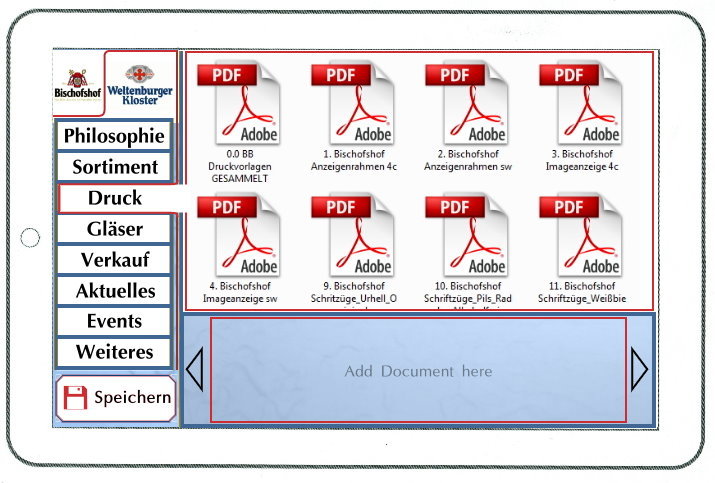 Bischofshof
Weltenburger
Kloster
Philosophie
Sortiment
Druck
Gläser
Verkauf
Aktuelles
Events
Weiteres
Speichern
PDF
Adobe
0.0 BB
Druckvorlagen
GESAMMELT
PDF
Adobe
1. Bischofshof
Anzeigenrahmen 4c
PDF
Adobe
2. Bischofshof
Anzeigenrahmen sw
PDF
Adobe
3. Bischofshof
Imageanzeige 4c
PDF
Adobe
4. Bischofshof
Imageanzeige sw
PDF
Adobe
9. Bischofshof
Schritzüge_Urhell_O
PDF
Adobe
10. Bischofshof
Schriftzüge_Pils_Rad
PDF
Adobe
11. Bischofshof
Schriftzüge_Weißbie
Add Document here